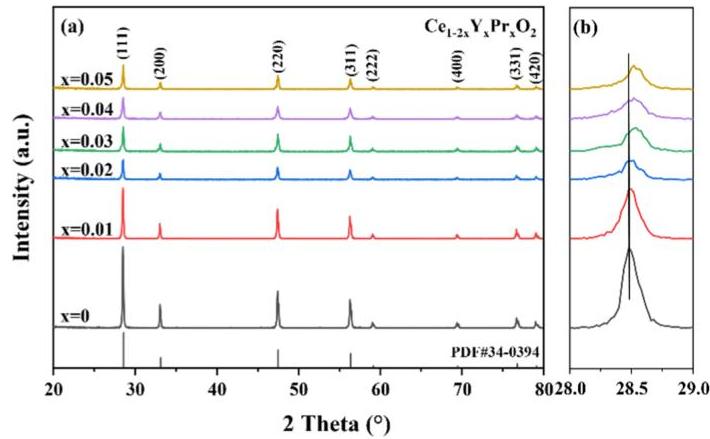 (a)
Ce1-2xYxPrxO2
(111)
(200)
(220)
(311)
(222)
(400)
(331)
(420)
x=0.05
x=0.04
x=0.03
x=0.02
x=0.01
x=0
PDF#34-0394
Intensity (a.u.)
20 30 40 50 60 70 80
2 Theta (°)
(b)
28.0 28.5 29.0